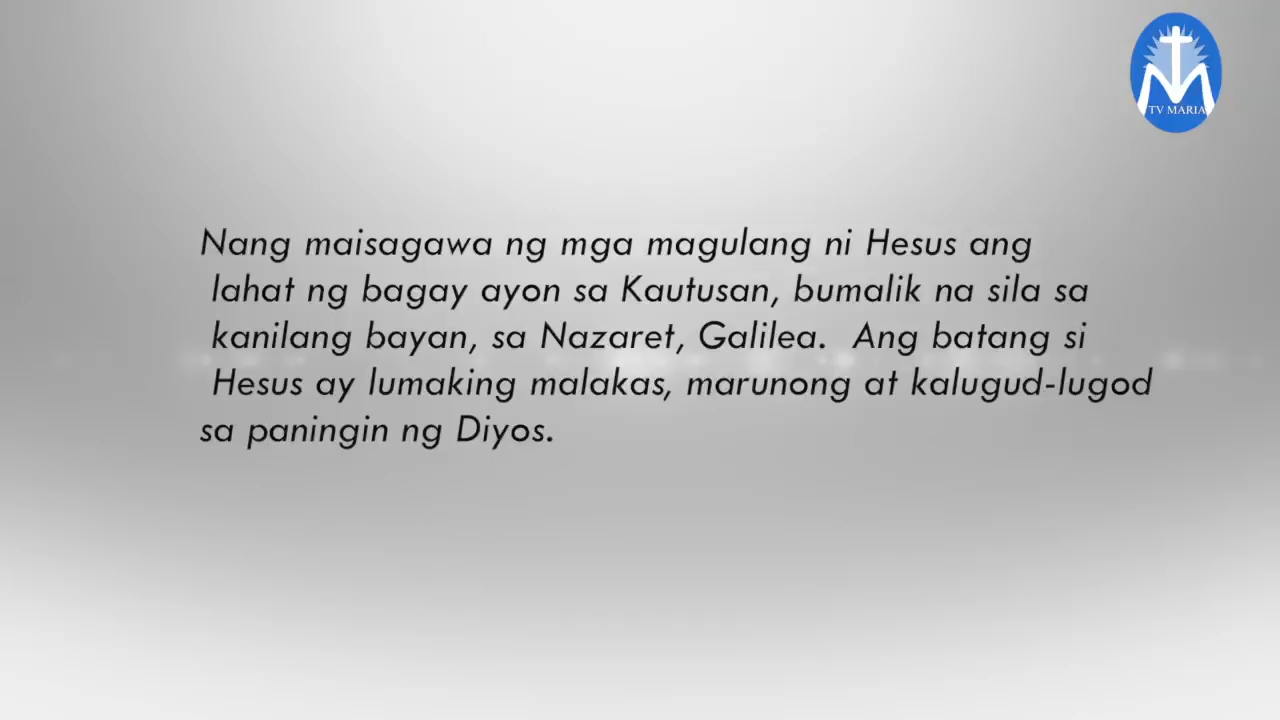 TV MARIA
Nang maisagawa ng mga magulang ni Hesus ang
lahat ng bagay ayon sa Kautusan, bumalik na sila sa
kanilang bayan, sa Nazaret, Galilea. Ang batang si
Hesus ay lumaking malakas, marunong at kalugud-lugod
sa paningin ng Diyos.